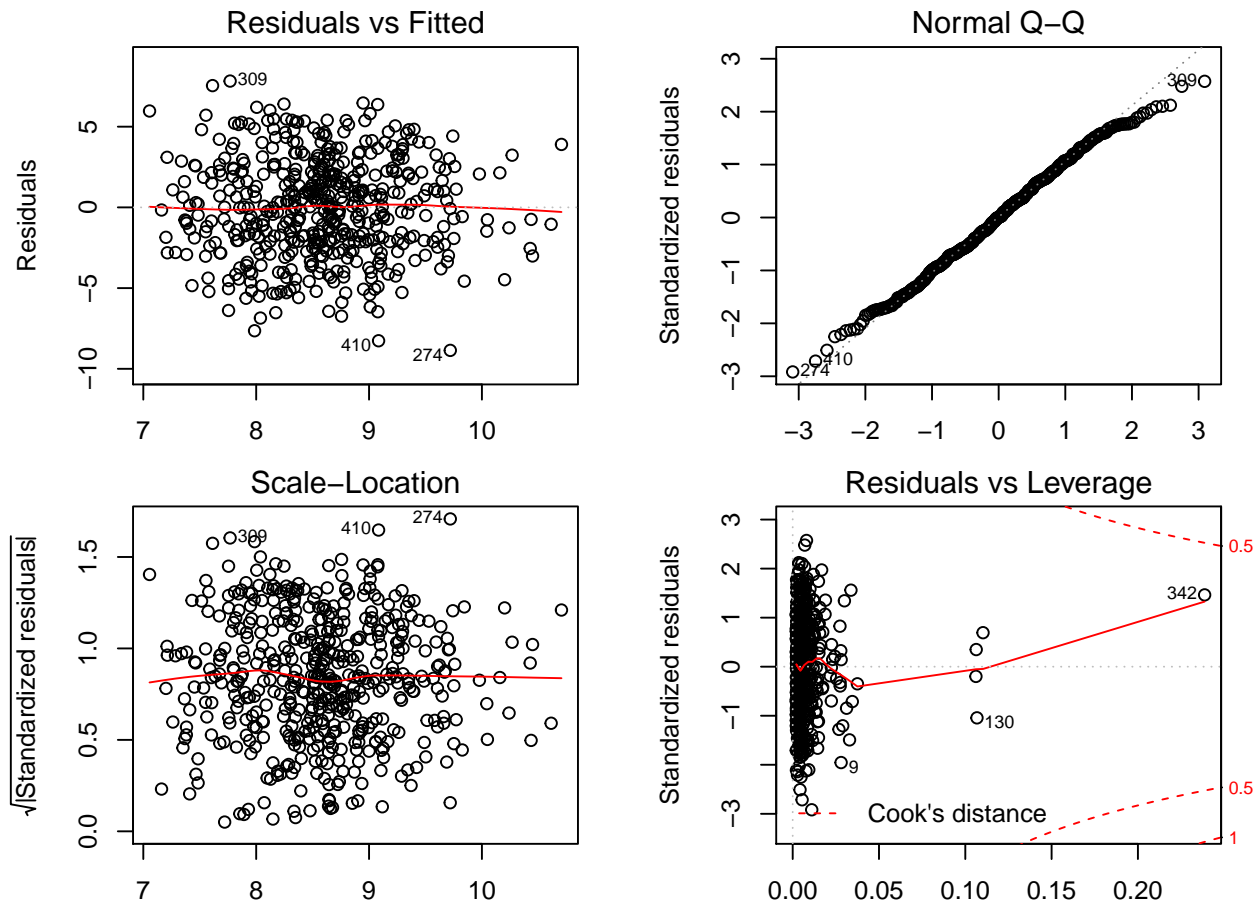 Residuals vs Fitted
Residuals
5
0
−5
−10
309
410
274
7 8 9 10
Normal Q−Q
Standardized residuals
3
2
1
0
−1
−2
−3
309
410
274
−3 −2 −1 0 1 2 3
Scale−Location
√|Standardized residuals|
1.5
1.0
0.5
0.0
309
410
274
7 8 9 10
Residuals vs Leverage
Standardized residuals
3
2
1
0
−1
−3
342
130
9
Cook's distance
0.5
0.5
1
0.00 0.05 0.10 0.15 0.20